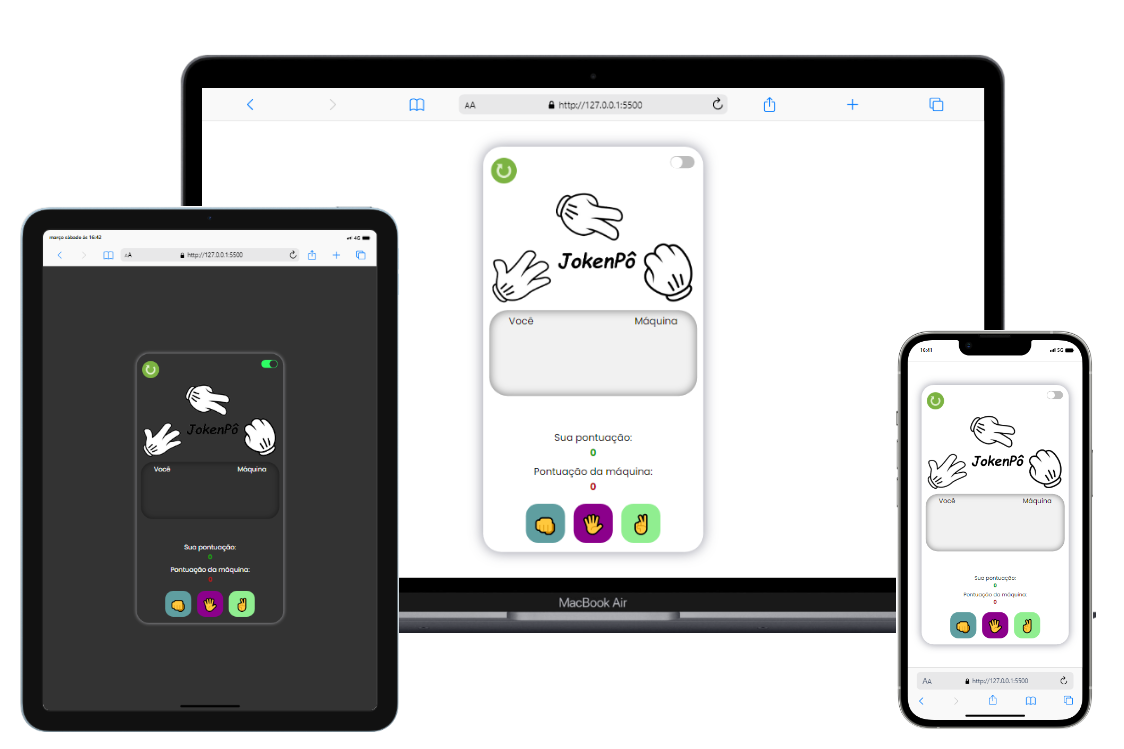 AA
http://127.0.0.1:5500
JokenPô
Você Máquina
Sua pontuação:
0
Pontuação da máquina:
0
MacBook Air
março sábado às 16:42
4G
AA
http://127.0.0.1:5500
JokenPô
Você Máquina
Sua pontuação:
0
Pontuação da máquina:
0
16:41
5G
JokenPô
Você Máquina
Sua pontuação:
0
Pontuação da máquina:
0
AA
http://127.0.0.1:5500